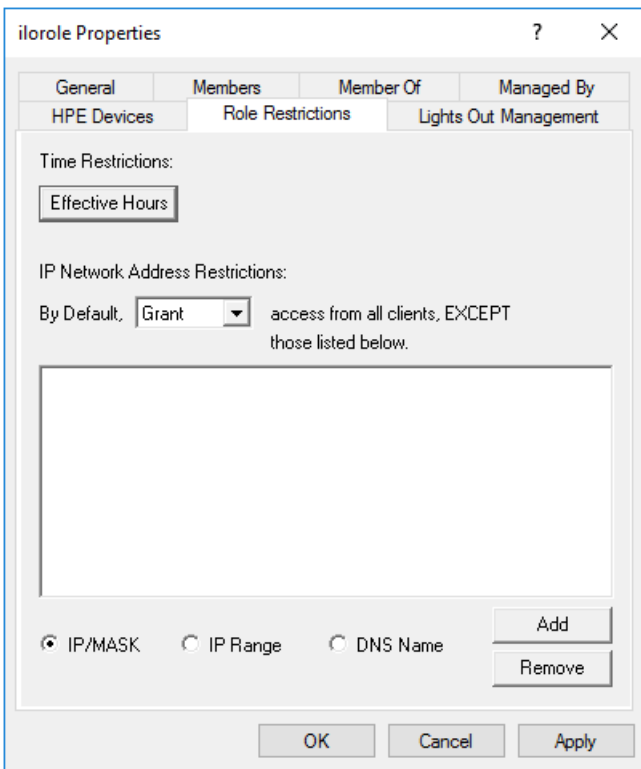 ilorole Properties
?
General Members Member Of Managed By
HPE Devices Role Restrictions Lights Out Management
Time Restrictions:
Effective Hours
IP Network Address Restrictions:
By Default, Grant access from all clients, EXCEPT
those listed below.
IP/MASK IP Range DNS Name
Add
Remove
OK Cancel Apply